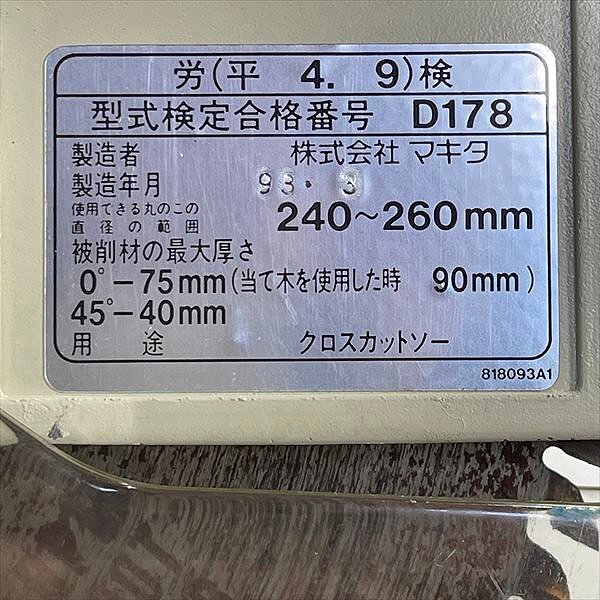 労(平 4. 9)検
型式検定合格番号 D178
製造者 株式会社 マキタ
製造年月 93. 3
使用できる丸のこの
直径の範囲 240~260mm
被削材の最大厚さ
0°-75mm(当て木を使用した時 90mm)
45°-40mm
用途 クロスカットソー
818093A1